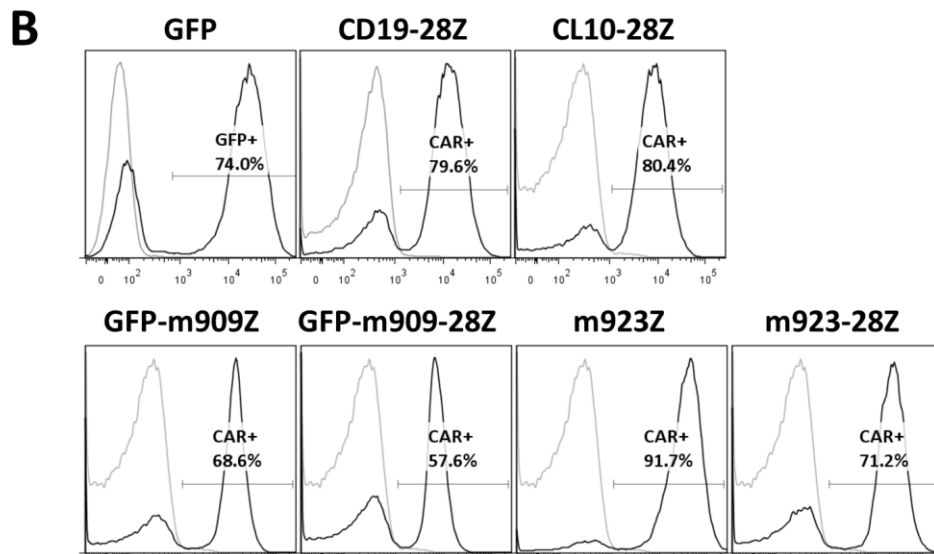 B
GFP
CD19-28Z
CL10-28Z
GFP+
74.0%
CAR+
79.6%
CAR+
80.4%
0 10² 10³ 10⁴ 10⁵
0 10² 10³ 10⁴ 10⁵
0 10² 10³ 10⁴ 10⁵
GFP-m909Z
GFP-m909-28Z
m923Z
m923-28Z
CAR+
68.6%
CAR+
57.6%
CAR+
91.7%
CAR+
71.2%